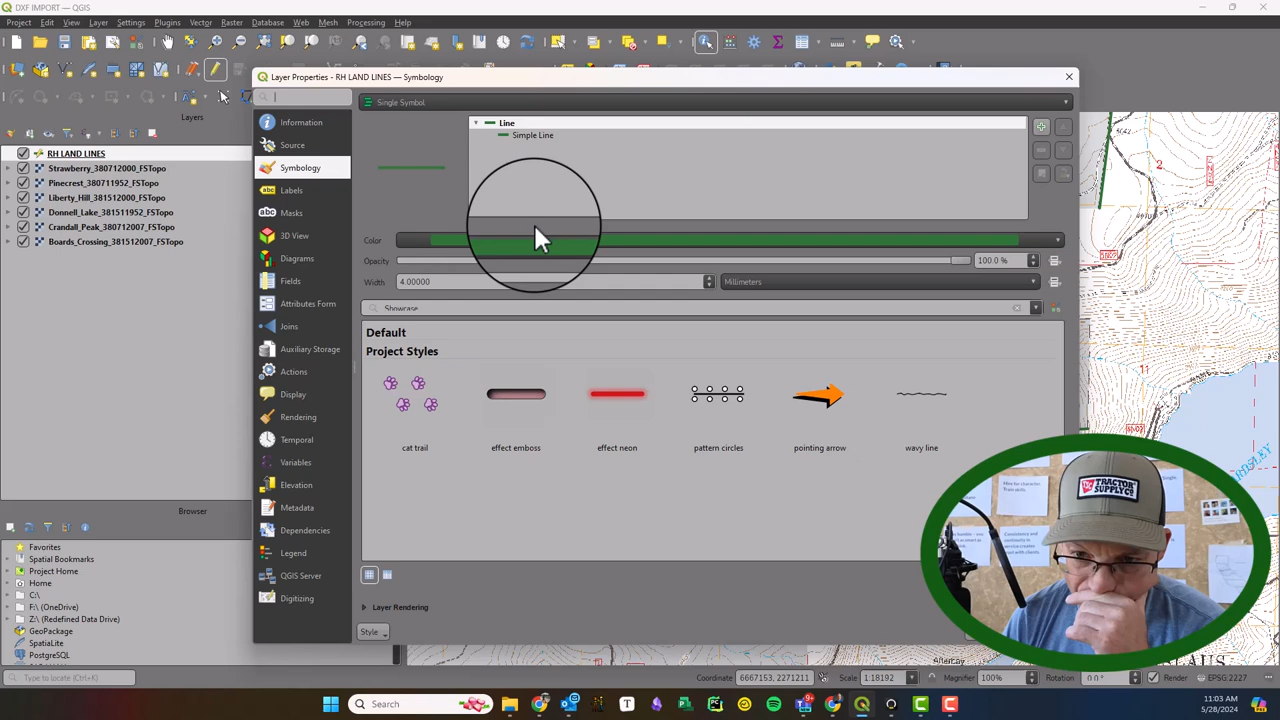 DXF IMPORT — QGIS
Project Edit View Layer Settings Plugins Vector Raster Database Web Mesh Processing Help
Layer Properties - RH LAND LINES — Symbology
Layers
RH LAND LINES
Strawberry_380712000_FSTopo
Pinecrest_380711952_FSTopo
Liberty_Hill_381512000_FSTopo
Donnell_Lake_381511952_FSTopo
Crandall_Peak_380712007_FSTopo
Boards_Crossing_381512007_FSTopo
Information
Source
Symbology
Labels
Masks
3D View
Diagrams
Fields
Attributes Form
Joins
Auxiliary Storage
Actions
Display
Rendering
Temporal
Variables
Elevation
Metadata
Dependencies
Legend
QGIS Server
Digitizing
Single Symbol
Line
Simple Line
Color
Opacity
100.0 %
Width
4.00000
Millimeters
Showcase
Default
Project Styles
cat trail
effect emboss
effect neon
pattern circles
pointing arrow
wavy line
Layer Rendering
Style
Browser
Favorites
Spatial Bookmarks
Project Home
Home
C:\
F:\ (OneDrive)
Z:\ (Redefined Data Drive)
GeoPackage
SpatiaLite
PostgreSQL
2
TRACTOR
SUPPLY CO
Type to locate (Ctrl+K)
Coordinate 6667153, 2271211
Scale 1:18192
Magnifier 100%
Rotation 0.0 °
Render
EPSG:2227
Search
11:03 AM
5/28/2024